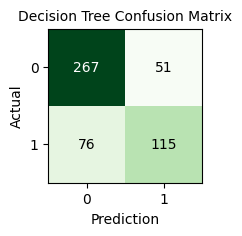 Decision Tree Confusion Matrix
0 267 51
Actual
1 76 115
0 1
Prediction